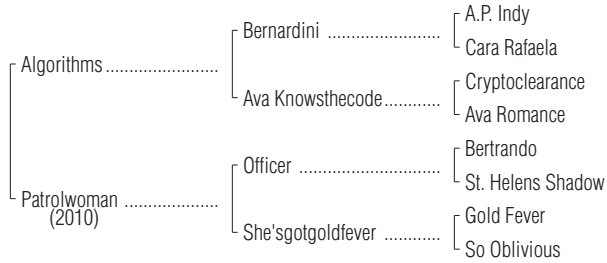 A.P. Indy
Bernardini ........................
Cara Rafaela
Algorithms ........................
Cryptoclearance
Ava Knowsthecode ............
Ava Romance
Bertrando
Officer ..............................
St. Helens Shadow
Patrolwoman ....................
(2010)
Gold Fever
She'sgotgoldfever ............
So Oblivious